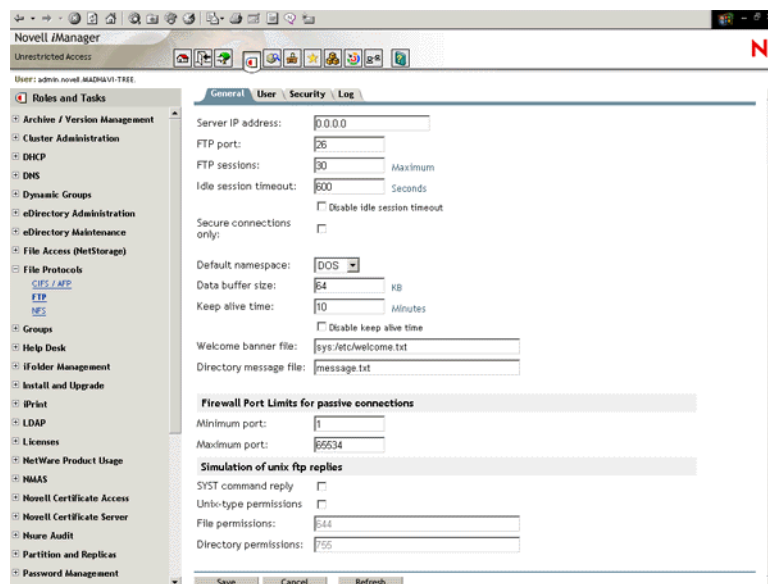 Novell iManager
Unrestricted Access
N
User: admin.novell.MADHAVI-TREE.
Roles and Tasks
Archive / Version Management
Cluster Administration
DHCP
DNS
Dynamic Groups
eDirectory Administration
eDirectory Maintenance
File Access (NetStorage)
File Protocols
CIFS / AFP
FTP
NFS
Groups
Help Desk
iFolder Management
Install and Upgrade
iPrint
LDAP
Licenses
NetWare Product Usage
NMAS
Novell Certificate Access
Novell Certificate Server
Nsure Audit
Partition and Replicas
Password Management
General User Security Log
Server IP address: 0.0.0.0
FTP port: 26
FTP sessions: 30 Maximum
Idle session timeout: 600 Seconds
Disable idle session timeout
Secure connections
only:
Default namespace: DOS
Data buffer size: 64 KB
Keep alive time: 10 Minutes
Disable keep alive time
Welcome banner file: sys:/etc/welcome.txt
Directory message file: message.txt
Firewall Port Limits for passive connections
Minimum port: 1
Maximum port: 65534
Simulation of unix ftp replies
SYST command reply
Unix-type permissions
File permissions: 644
Directory permissions: 755
Save Cancel Refresh